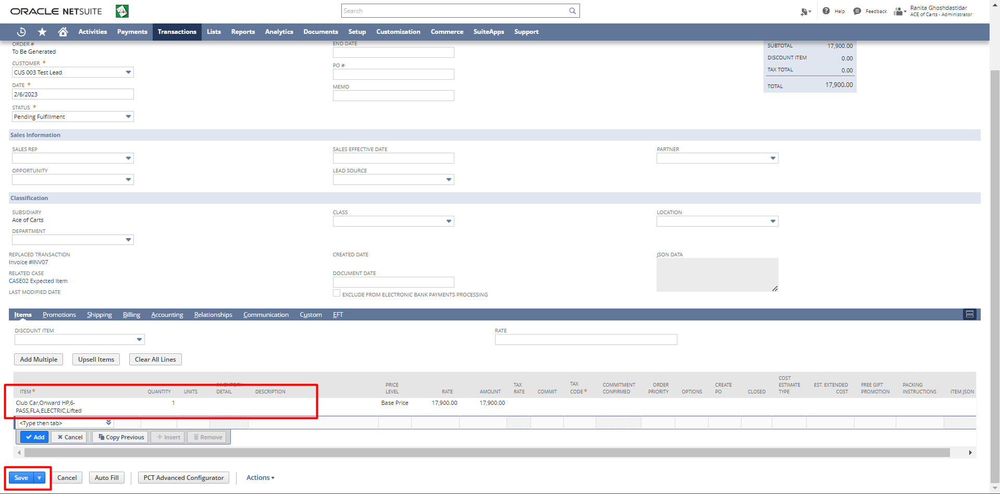 ORACLE NETSUITE
Search
Help
Feedback
Ranita Ghoshdastidar
ACE of Carts - Administrator
Activities
Payments
Transactions
Lists
Reports
Analytics
Documents
Setup
Customization
Commerce
SuiteApps
Support
ORDER #
To Be Generated
CUSTOMER *
CUS 003 Test Lead
DATE *
2/6/2023
STATUS *
Pending Fulfillment
END DATE
PO #
MEMO
SUBTOTAL 17,900.00
DISCOUNT ITEM 0.00
TAX TOTAL 0.00
TOTAL 17,900.00
Sales Information
SALES REP
OPPORTUNITY
SALES EFFECTIVE DATE
LEAD SOURCE
PARTNER
Classification
SUBSIDIARY
Ace of Carts
DEPARTMENT
CLASS
LOCATION
REPLACED TRANSACTION
Invoice #INV07
RELATED CASE
CASE02 Expected Item
LAST MODIFIED DATE
CREATED DATE
DOCUMENT DATE
EXCLUDE FROM ELECTRONIC BANK PAYMENTS PROCESSING
JSON DATA
Items
Promotions
Shipping
Billing
Accounting
Relationships
Communication
Custom
EFT
DISCOUNT ITEM
RATE
Add Multiple
Upsell Items
Clear All Lines
ITEM *
QUANTITY
UNITS
INVENTORY
DETAIL
DESCRIPTION
PRICE
LEVEL
RATE
AMOUNT
TAX
RATE
COMMIT
TAX
CODE *
COMMITMENT
CONFIRMED
ORDER
PRIORITY
OPTIONS
CREATE
PO
CLOSED
COST
ESTIMATE
TYPE
EST. EXTENDED
COST
FREE GIFT
PROMOTION
PACKING
INSTRUCTIONS
ITEM JSON
Club Car,Onward HP,6-
PASS,FLA,ELECTRIC,Lifted
1
Base Price
17,900.00
17,900.00
<Type then tab>
Add
Cancel
Copy Previous
Insert
Remove
Save
Cancel
Auto Fill
PCT Advanced Configurator
Actions